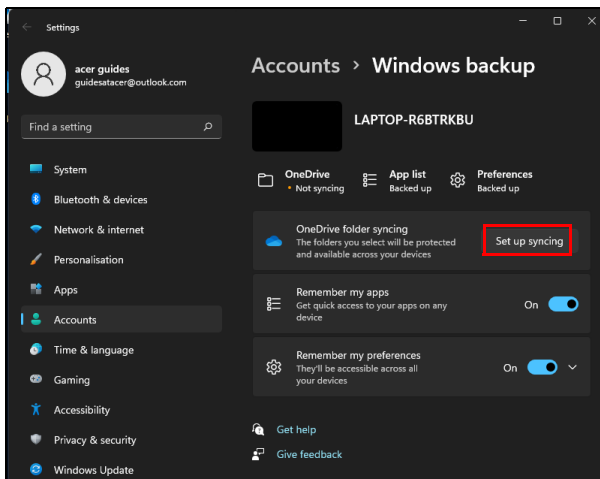 Settings
acer guides
guidesatacer@outlook.com
Find a setting
System
Bluetooth & devices
Network & internet
Personalisation
Apps
Accounts
Time & language
Gaming
Accessibility
Privacy & security
Windows Update
Accounts > Windows backup
LAPTOP-R6BTRKBU
OneDrive
• Not syncing
App list
Backed up
Preferences
Backed up
OneDrive folder syncing
The folders you select will be protected
and available across your devices
Set up syncing
Remember my apps
Get quick access to your apps on any
device
On
Remember my preferences
They'll be accessible across all
your devices
On
Get help
Give feedback